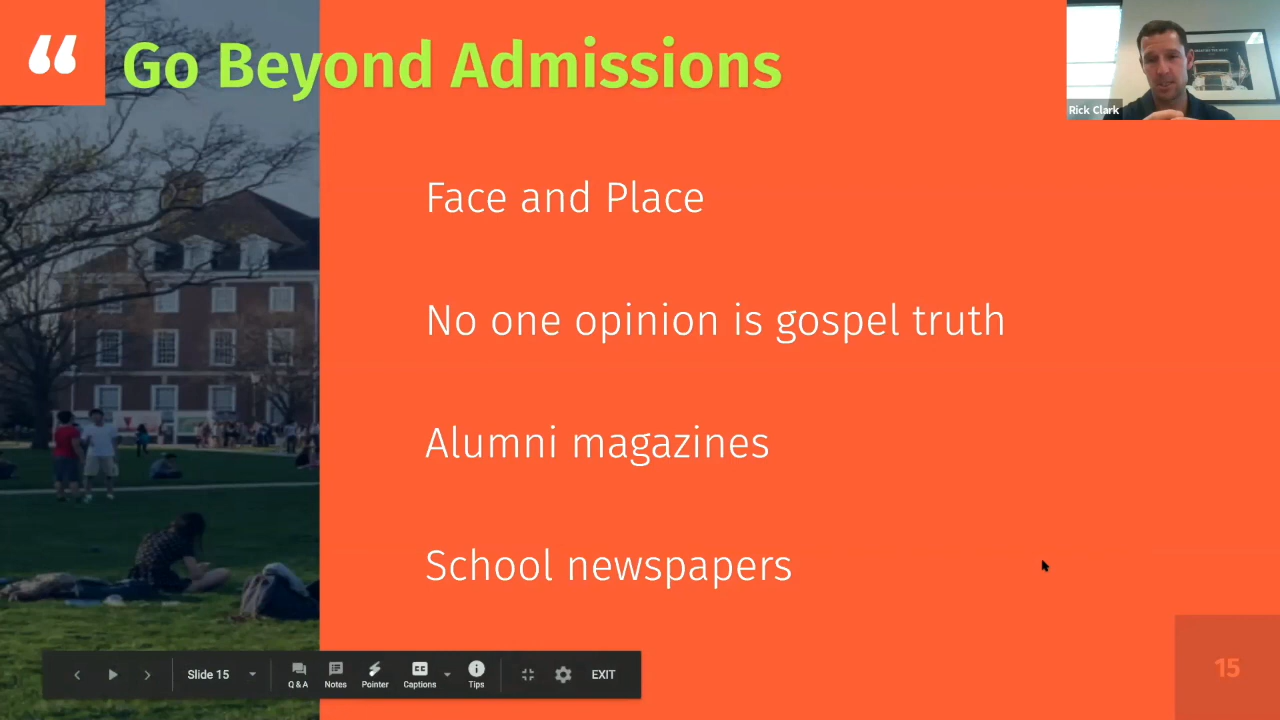 “ Go Beyond Admissions
Rick Clark
Face and Place
No one opinion is gospel truth
Alumni magazines
School newspapers
Slide 15
Q & A
Notes
Pointer
CC
Captions
Tips
EXIT
15